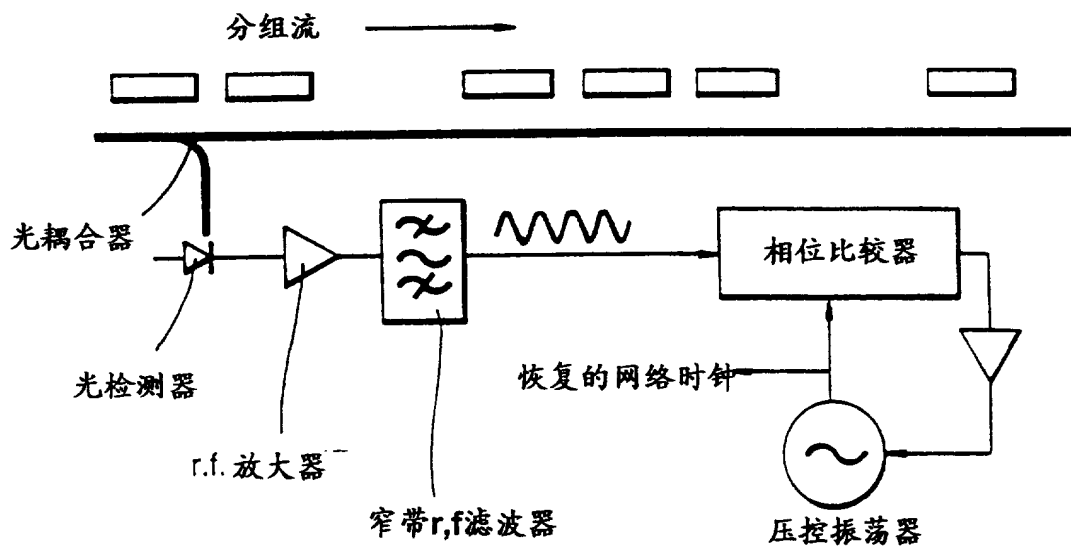 分组流
光耦合器
相位比较器
光检测器
恢复的网络时钟
r.f.放大器
窄带r,f滤波器
压控振荡器